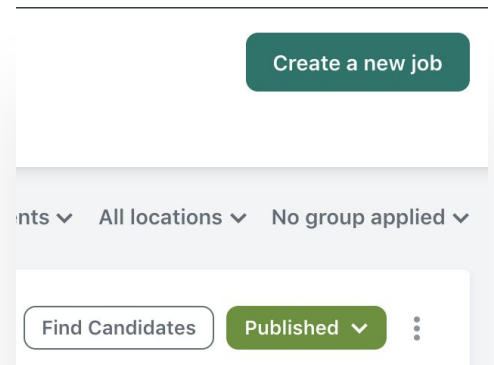 Create a new job
nts All locations No group applied
Find Candidates Published